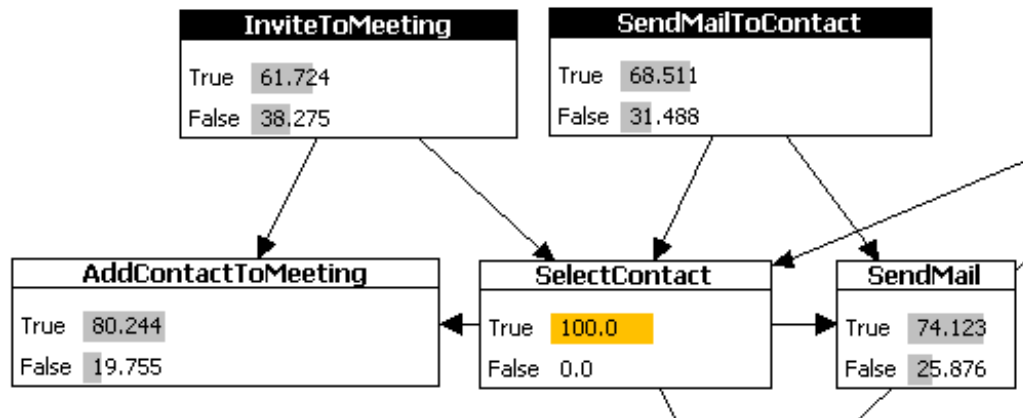 InviteToMeeting
True 61.724
False 38.275
SendMailToContact
True 68.511
False 31.488
AddContactToMeeting
True 80.244
False 19.755
SelectContact
True 100.0
False 0.0
SendMail
True 74.123
False 25.876